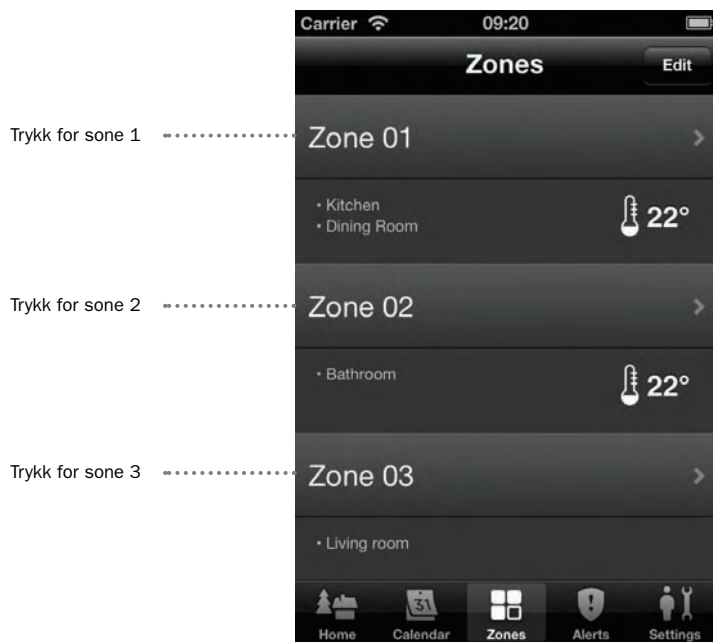 Carrier 09:20
Zones Edit
Trykk for sone 1
Zone 01
• Kitchen
• Dining Room
22°
Trykk for sone 2
Zone 02
• Bathroom
22°
Trykk for sone 3
Zone 03
• Living room
31
Home Calendar Zones Alerts Settings